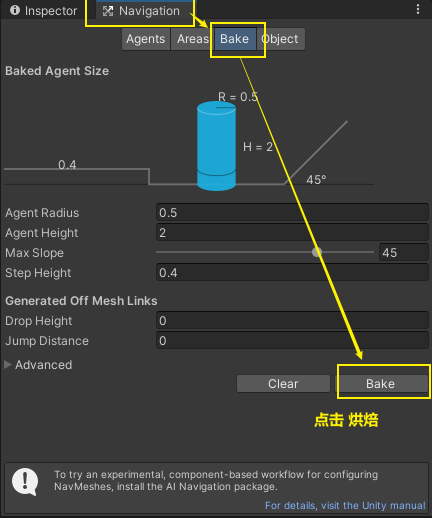 Inspector Navigation
Agents Areas Bake Object
Baked Agent Size
R = 0.5
0.4
H = 2
45°
Agent Radius 0.5
Agent Height 2
Max Slope 45
Step Height 0.4
Generated Off Mesh Links
Drop Height 0
Jump Distance 0
Advanced
Clear Bake
点击 烘焙
To try an experimental, component-based workflow for configuring
NavMeshes, install the AI Navigation package.
For details, visit the Unity manual